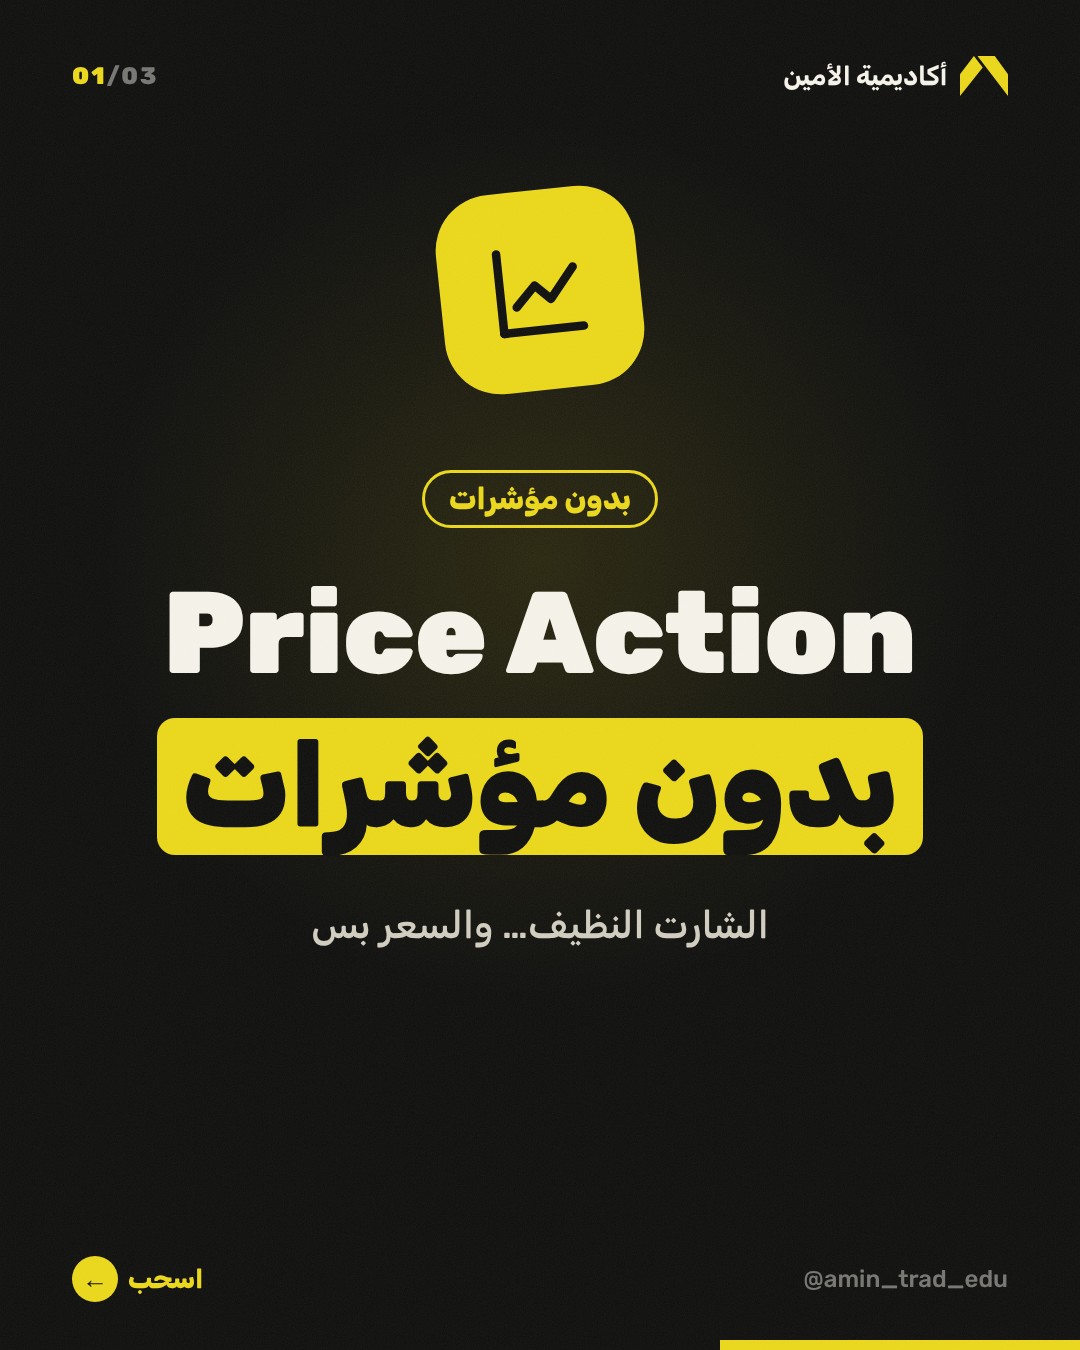 أكاديمية الأمين
01/03
بدون مؤشرات
Price Action
بدون مؤشرات
الشارت النظيف... والسعر بس
@amin_trad_edu
اسحب ←